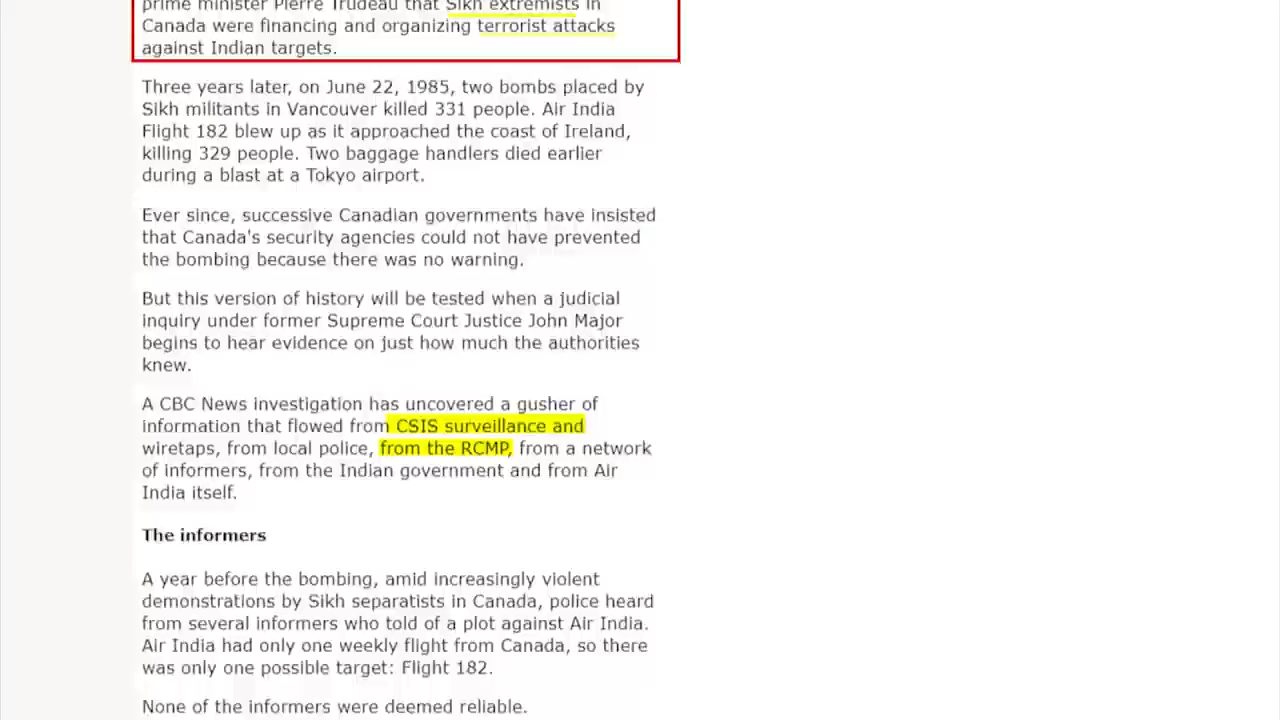 prime minister Pierre Trudeau that Sikh extremists in
Canada were financing and organizing terrorist attacks
against Indian targets.
Three years later, on June 22, 1985, two bombs placed by
Sikh militants in Vancouver killed 331 people. Air India
Flight 182 blew up as it approached the coast of Ireland,
killing 329 people. Two baggage handlers died earlier
during a blast at a Tokyo airport.
Ever since, successive Canadian governments have insisted
that Canada's security agencies could not have prevented
the bombing because there was no warning.
But this version of history will be tested when a judicial
inquiry under former Supreme Court Justice John Major
begins to hear evidence on just how much the authorities
knew.
A CBC News investigation has uncovered a gusher of
information that flowed from CSIS surveillance and
wiretaps, from local police, from the RCMP, from a network
of informers, from the Indian government and from Air
India itself.
The informers
A year before the bombing, amid increasingly violent
demonstrations by Sikh separatists in Canada, police heard
from several informers who told of a plot against Air India.
Air India had only one weekly flight from Canada, so there
was only one possible target: Flight 182.
None of the informers were deemed reliable.